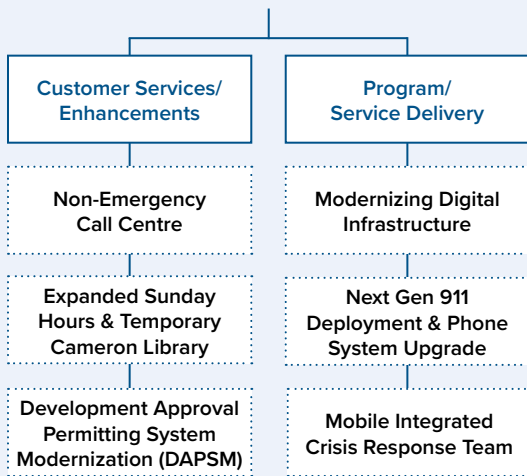 Customer Services/
Enhancements
Non-Emergency
Call Centre
Expanded Sunday
Hours & Temporary
Cameron Library
Development Approval
Permitting System
Modernization (DAPSM)
Program/
Service Delivery
Modernizing Digital
Infrastructure
Next Gen 911
Deployment & Phone
System Upgrade
Mobile Integrated
Crisis Response Team